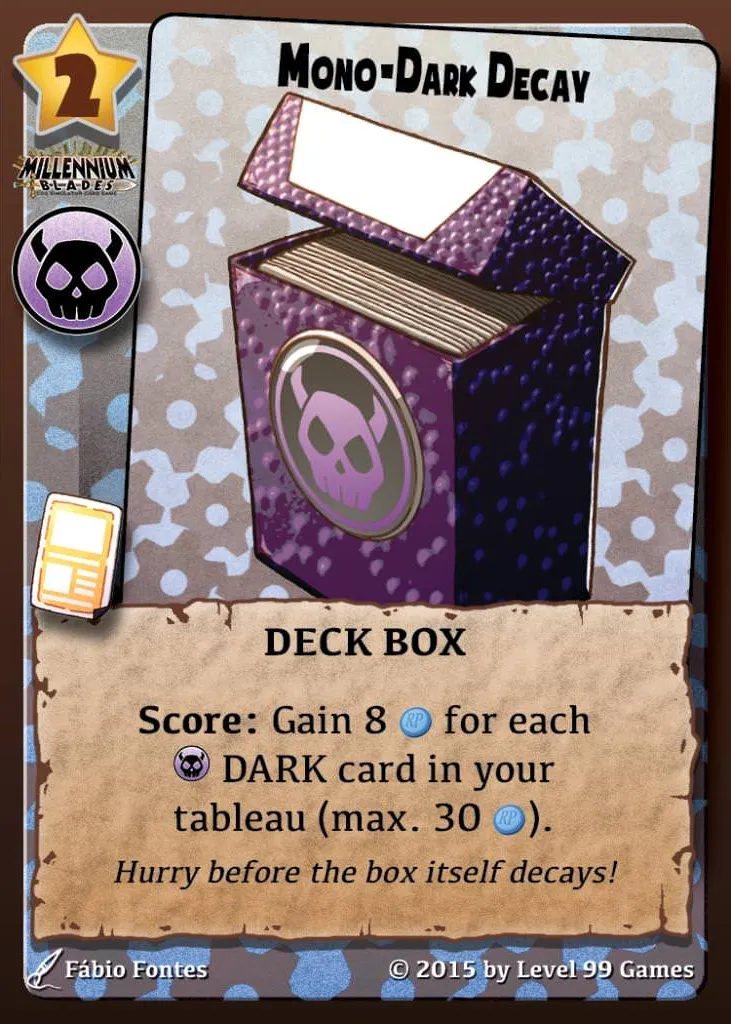 2
MONO-DARK DECAY
MILLENNIUM
BLADES
DECK BOX
Score: Gain 8 RP for each
DARK card in your
tableau (max. 30 RP).
Hurry before the box itself decays!
Fábio Fontes
© 2015 by Level 99 Games